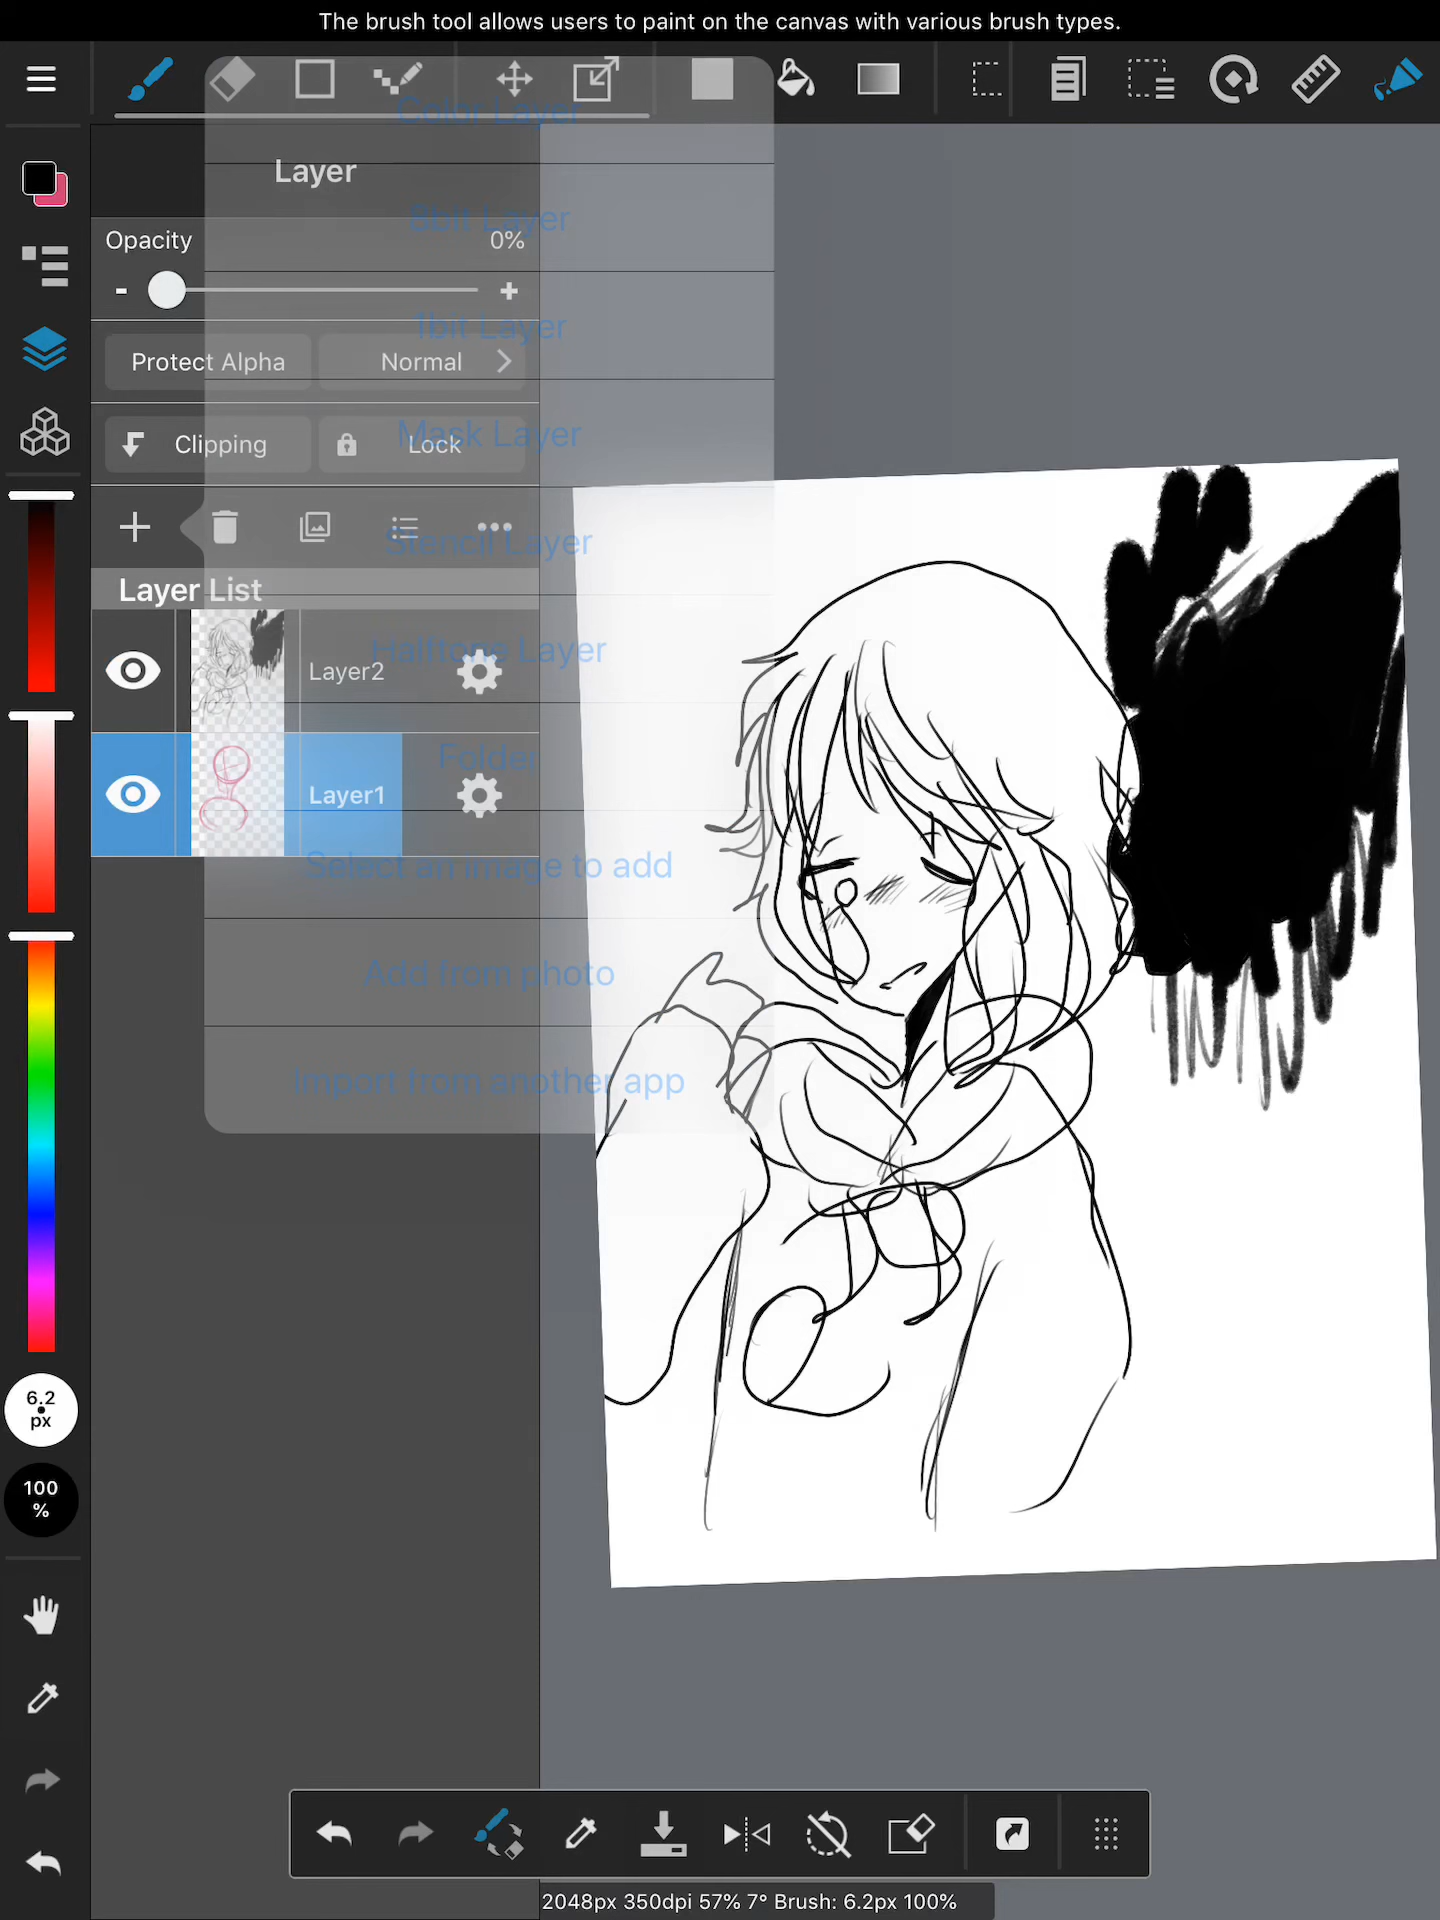 The brush tool allows users to paint on the canvas with various brush types.
Color Layer
Layer
8bit Layer
Opacity 0%
- +
1bit Layer
Protect Alpha Normal
Mask Layer
Clipping Lock
Stencil Layer
Layer List
Halftone Layer
Layer2
Folder
Layer1
Select an image to add
Add from photo
Import from another app
6.2
px
100
%
2048px 350dpi 57% 7° Brush: 6.2px 100%